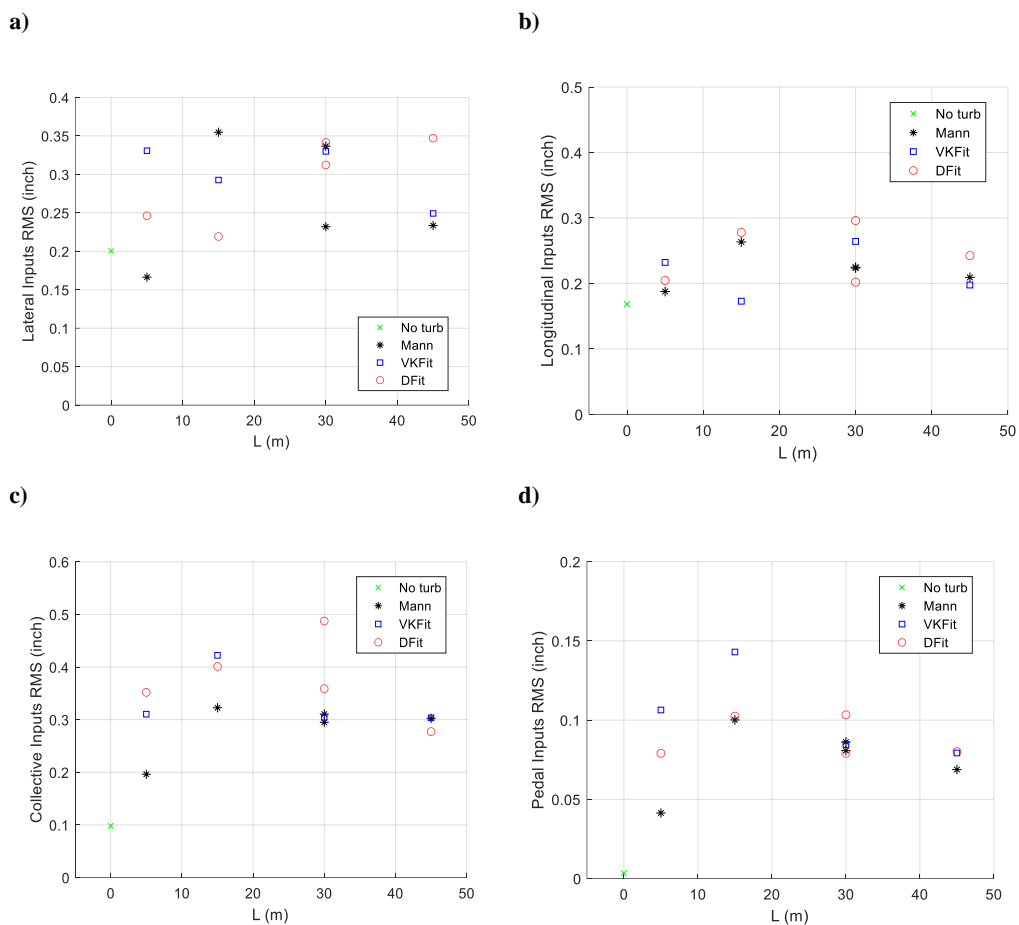 a)
0.4
0.35
0.3
0.25
0.2
0.15
0.1
0.05
0
Lateral Inputs RMS (inch)
No turb
Mann
VKFit
DFit
0 10 20 30 40 50
L (m)
b)
0.5
0.4
0.3
0.2
0.1
0
Longitudinal Inputs RMS (inch)
No turb
Mann
VKFit
DFit
0 10 20 30 40 50
L (m)
c)
0.6
0.5
0.4
0.3
0.2
0.1
0
Collective Inputs RMS (inch)
No turb
Mann
VKFit
DFit
0 10 20 30 40 50
L (m)
d)
0.2
0.15
0.1
0.05
0
Pedal Inputs RMS (inch)
No turb
Mann
VKFit
DFit
0 10 20 30 40 50
L (m)